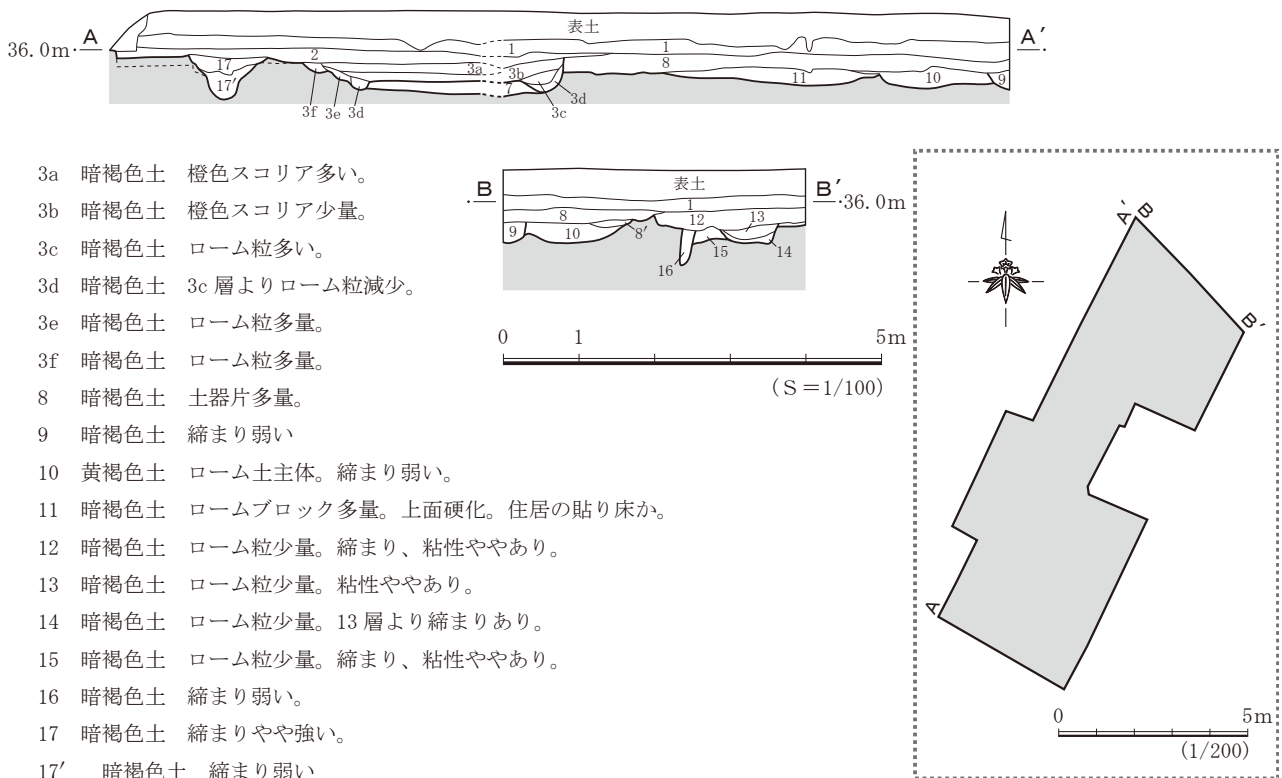 表土
36.0m A A′
1 1
2 17 3a 3b 8 11 10 9
17′ 7
3f 3e 3d 3c 3d
3a 暗褐色土 橙色スコリア多い。
3b 暗褐色土 橙色スコリア少量。
3c 暗褐色土 ローム粒多い。
3d 暗褐色土 3c 層よりローム粒減少。
3e 暗褐色土 ローム粒多量。
3f 暗褐色土 ローム粒多量。
8 暗褐色土 土器片多量。
9 暗褐色土 締まり弱い
10 黄褐色土 ローム土主体。締まり弱い。
11 暗褐色土 ロームブロック多量。上面硬化。住居の貼り床か。
12 暗褐色土 ローム粒少量。締まり、粘性ややあり。
13 暗褐色土 ローム粒少量。粘性ややあり。
14 暗褐色土 ローム粒少量。13 層より締まりあり。
15 暗褐色土 ローム粒少量。締まり、粘性ややあり。
16 暗褐色土 締まり弱い。
17 暗褐色土 締まりやや強い。
17′ 暗褐色土 締まり弱い
表土
B B′ 36.0m
1
8 12 13
9 10 8′ 15 14
16
0 1 5m
(S＝1/100)
A′ B
B′
A
0 5m
(1/200)